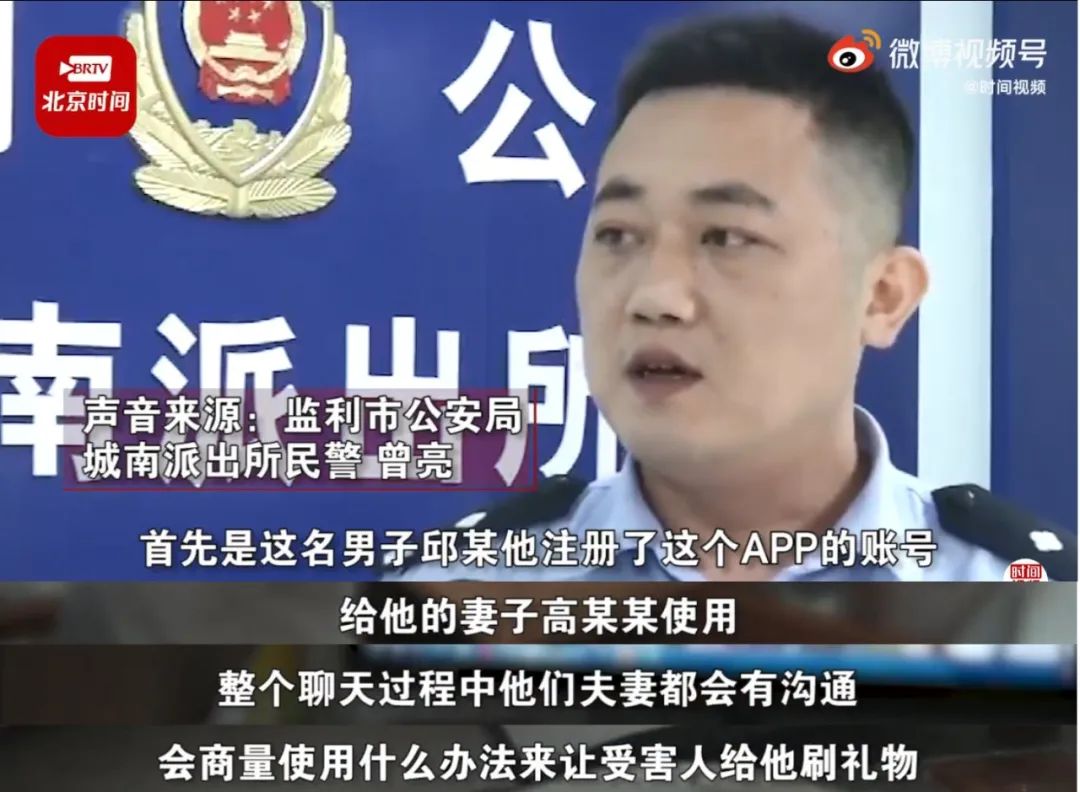 BRTV
北京时间
微博视频号
@时间视频
公
南派出所
声音来源：监利市公安局
城南派出所民警 曾亮
首先是这名男子邱某他注册了这个APP的账号
时间
给他的妻子高某某使用
整个聊天过程中他们夫妻都会有沟通
会商量使用什么办法来让受害人给他刷礼物